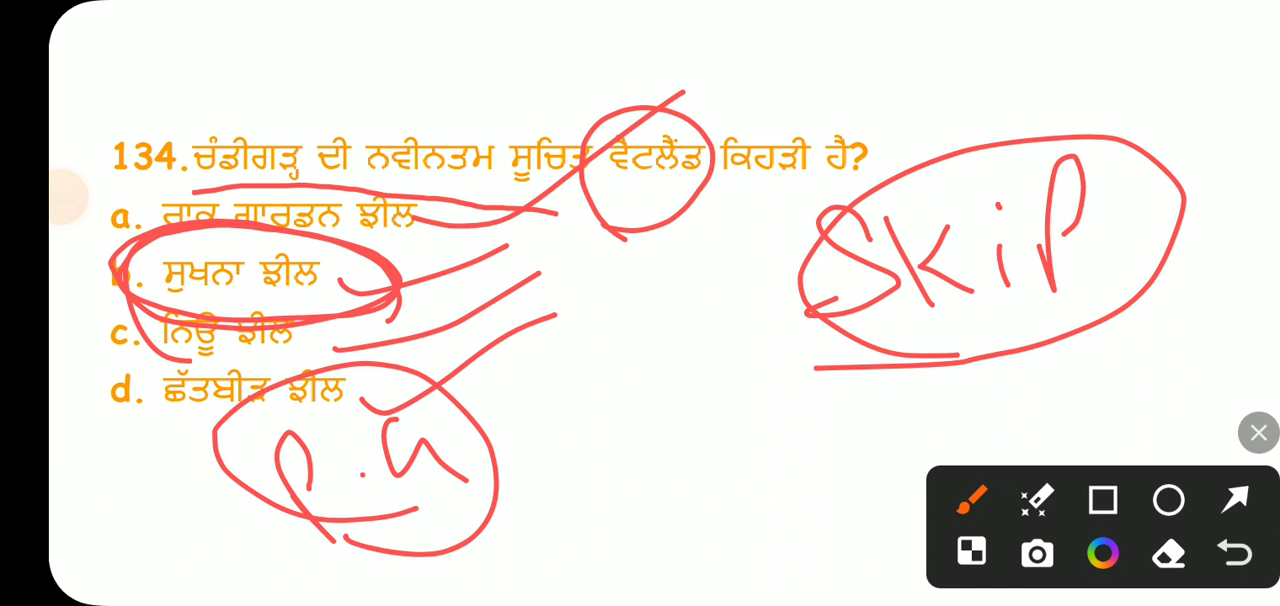 134.ਚੰਡੀਗੜ੍ਹ ਦੀ ਨਵੀਨਤਮ ਸੂਚਿਤ ਵੈਟਲੈਂਡ ਕਿਹੜੀ ਹੈ?
a. ਰਾਕ ਗਾਰਡਨ ਝੀਲ
b. ਸੁਖਨਾ ਝੀਲ
c. ਨਿਊ ਝੀਲ
d. ਛੱਤਬੀੜ ਝੀਲ
SKiP